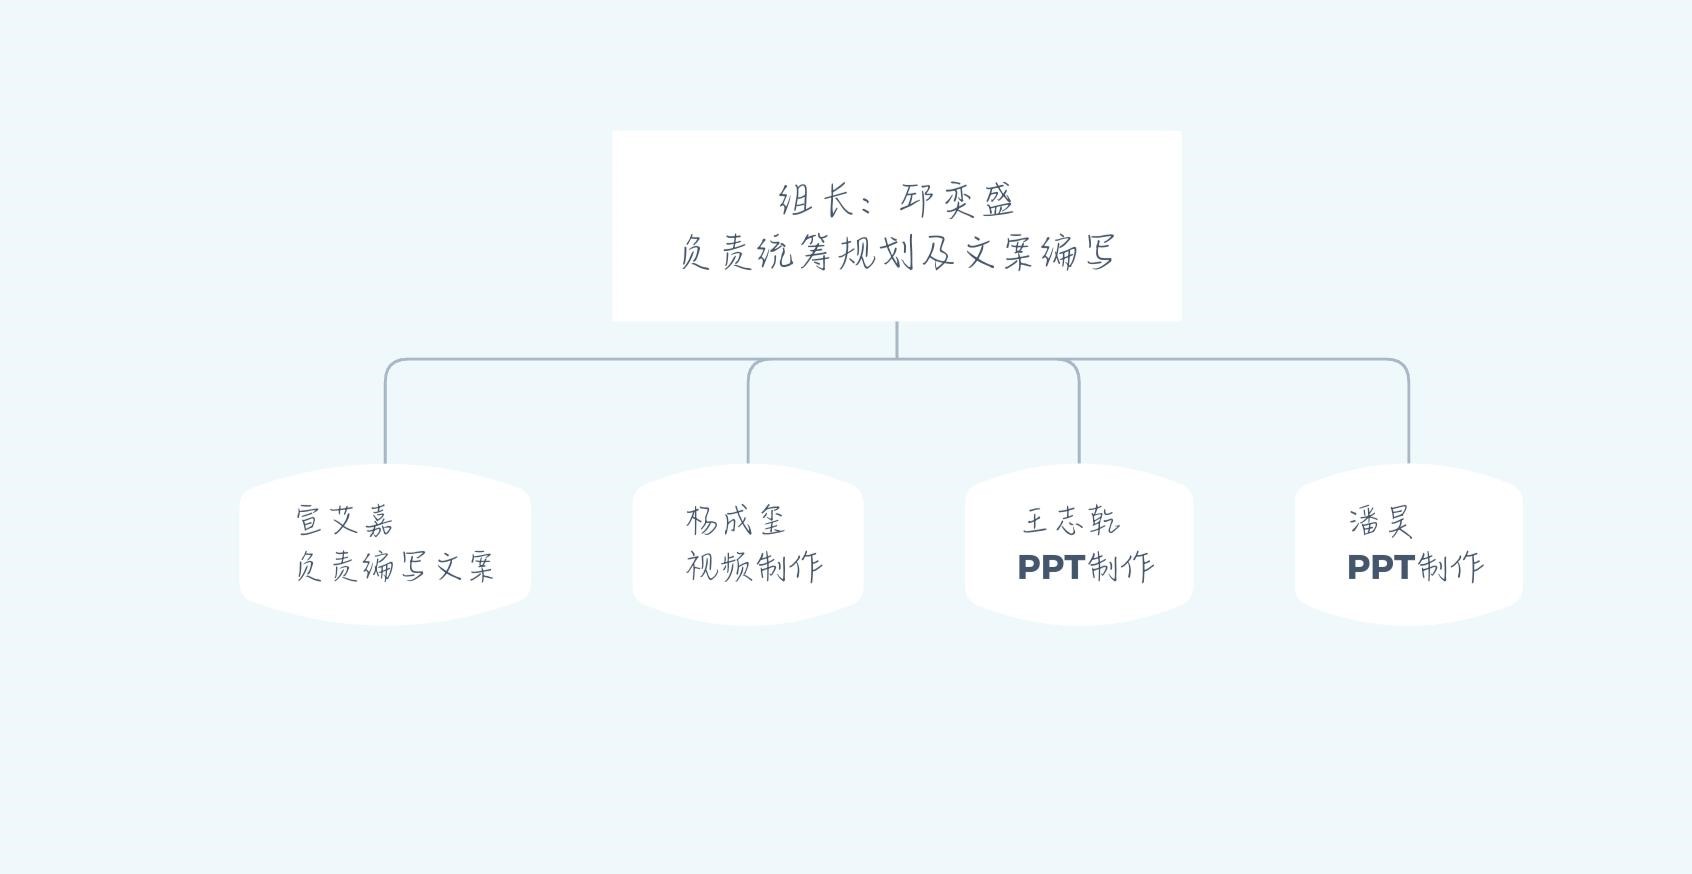 组长：邱奕盛
负责统筹规划及文案编写
宣艾嘉
负责编写文案
杨成玺
视频制作
王志乾
PPT制作
潘昊
PPT制作